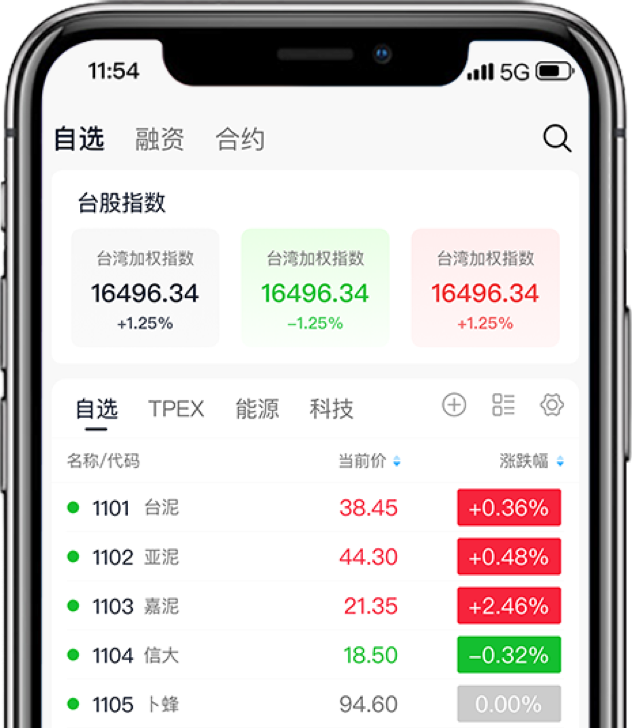 11:54 5G
自选 融资 合约
台股指数
台湾加权指数 台湾加权指数 台湾加权指数
16496.34 16496.34 16496.34
+1.25% −1.25% +1.25%
自选 TPEX 能源 科技
名称/代码 当前价 涨跌幅
1101 台泥 38.45 +0.36%
1102 亚泥 44.30 +0.48%
1103 嘉泥 21.35 +2.46%
1104 信大 18.50 −0.32%
1105 卜蜂 94.60 0.00%